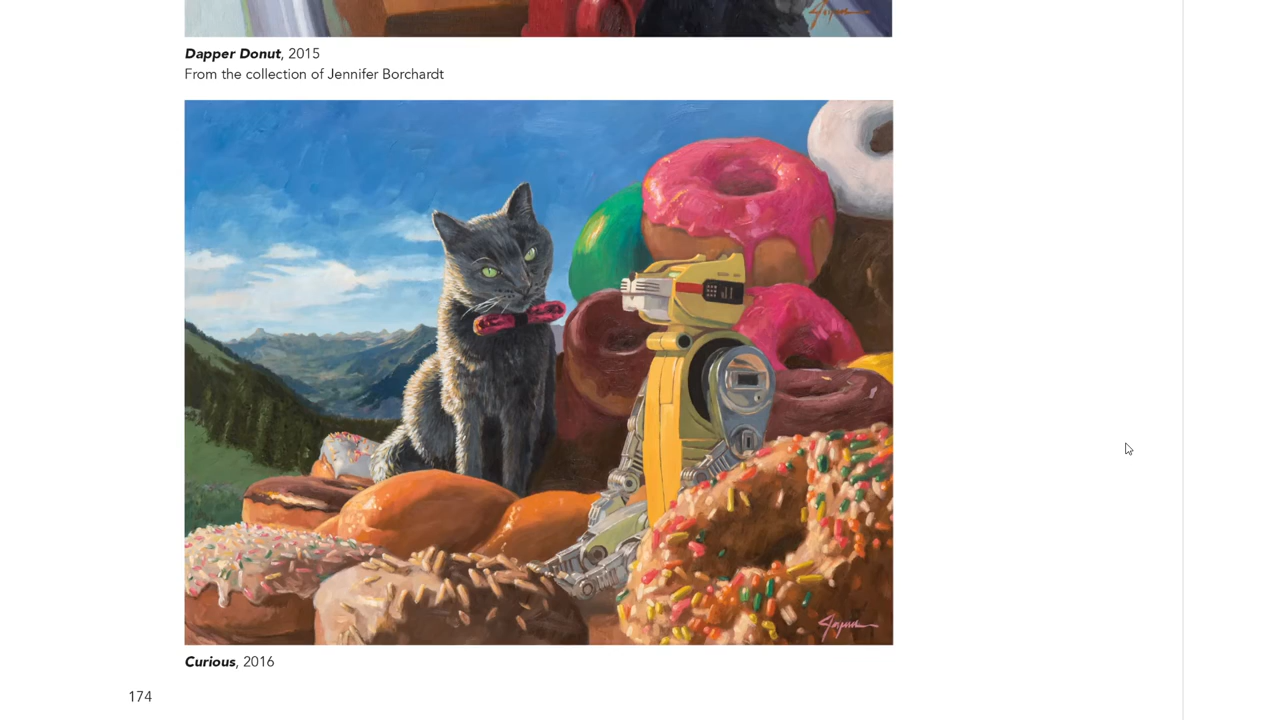 Dapper Donut, 2015
From the collection of Jennifer Borchardt
Curious, 2016
174